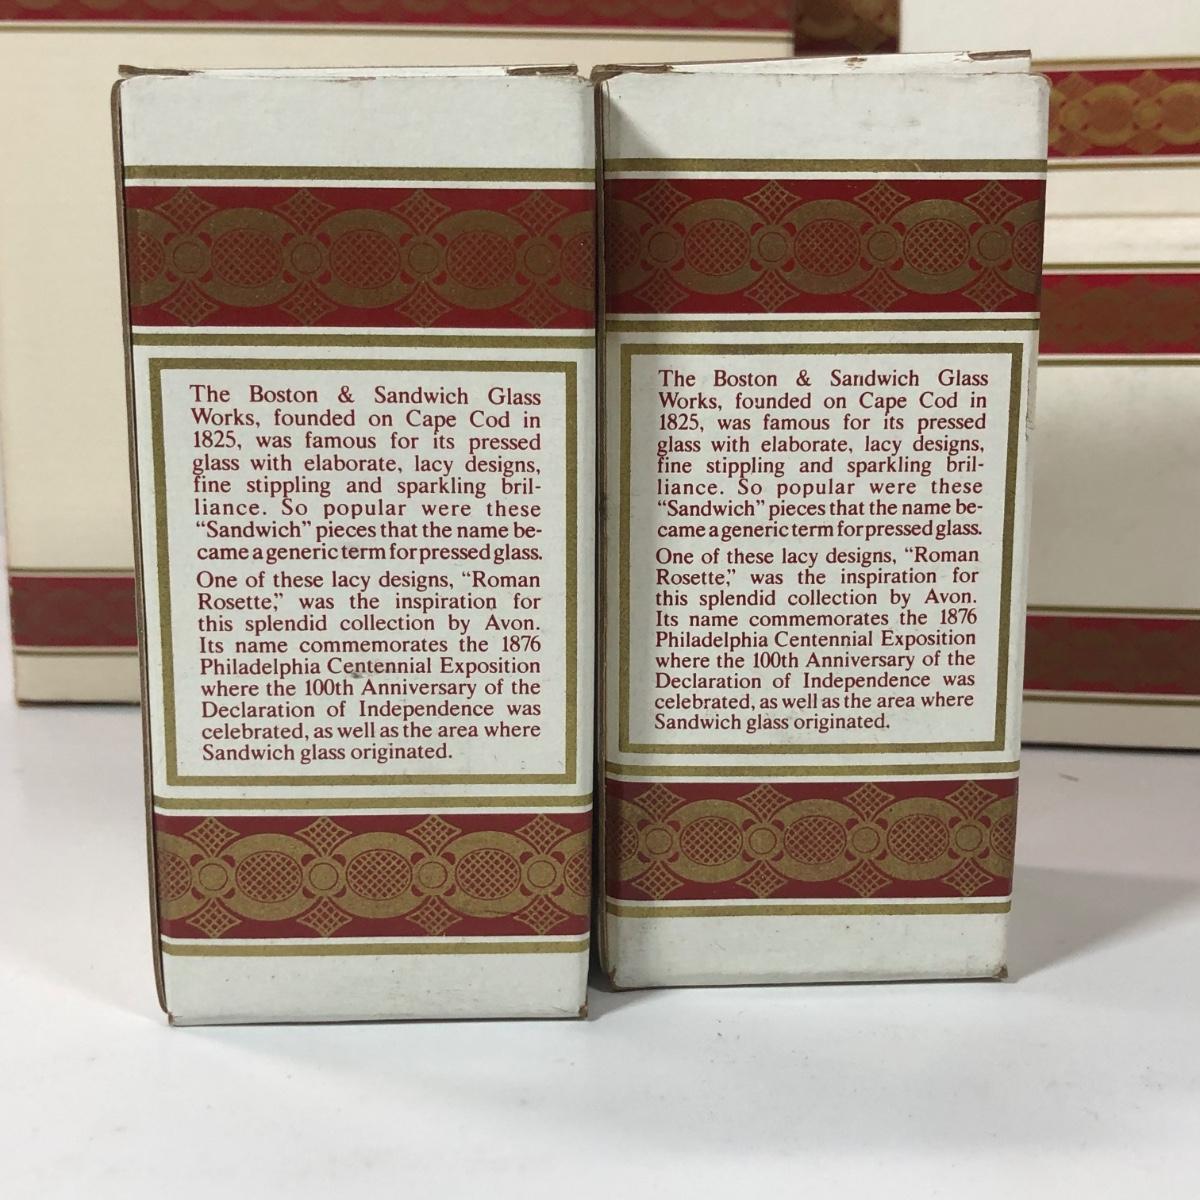 The Boston & Sandwich Glass
Works, founded on Cape Cod in
1825, was famous for its pressed
glass with elaborate, lacy designs,
fine stippling and sparkling bril-
liance. So popular were these
“Sandwich” pieces that the name be-
came a generic term for pressed glass.
One of these lacy designs, “Roman
Rosette,” was the inspiration for
this splendid collection by Avon.
Its name commemorates the 1876
Philadelphia Centennial Exposition
where the 100th Anniversary of the
Declaration of Independence was
celebrated, as well as the area where
Sandwich glass originated.
The Boston & Sandwich Glass
Works, founded on Cape Cod in
1825, was famous for its pressed
glass with elaborate, lacy designs,
fine stippling and sparkling bril-
liance. So popular were these
“Sandwich” pieces that the name be-
came a generic term for pressed glass.
One of these lacy designs, “Roman
Rosette,” was the inspiration for
this splendid collection by Avon.
Its name commemorates the 1876
Philadelphia Centennial Exposition
where the 100th Anniversary of the
Declaration of Independence was
celebrated, as well as the area where
Sandwich glass originated.